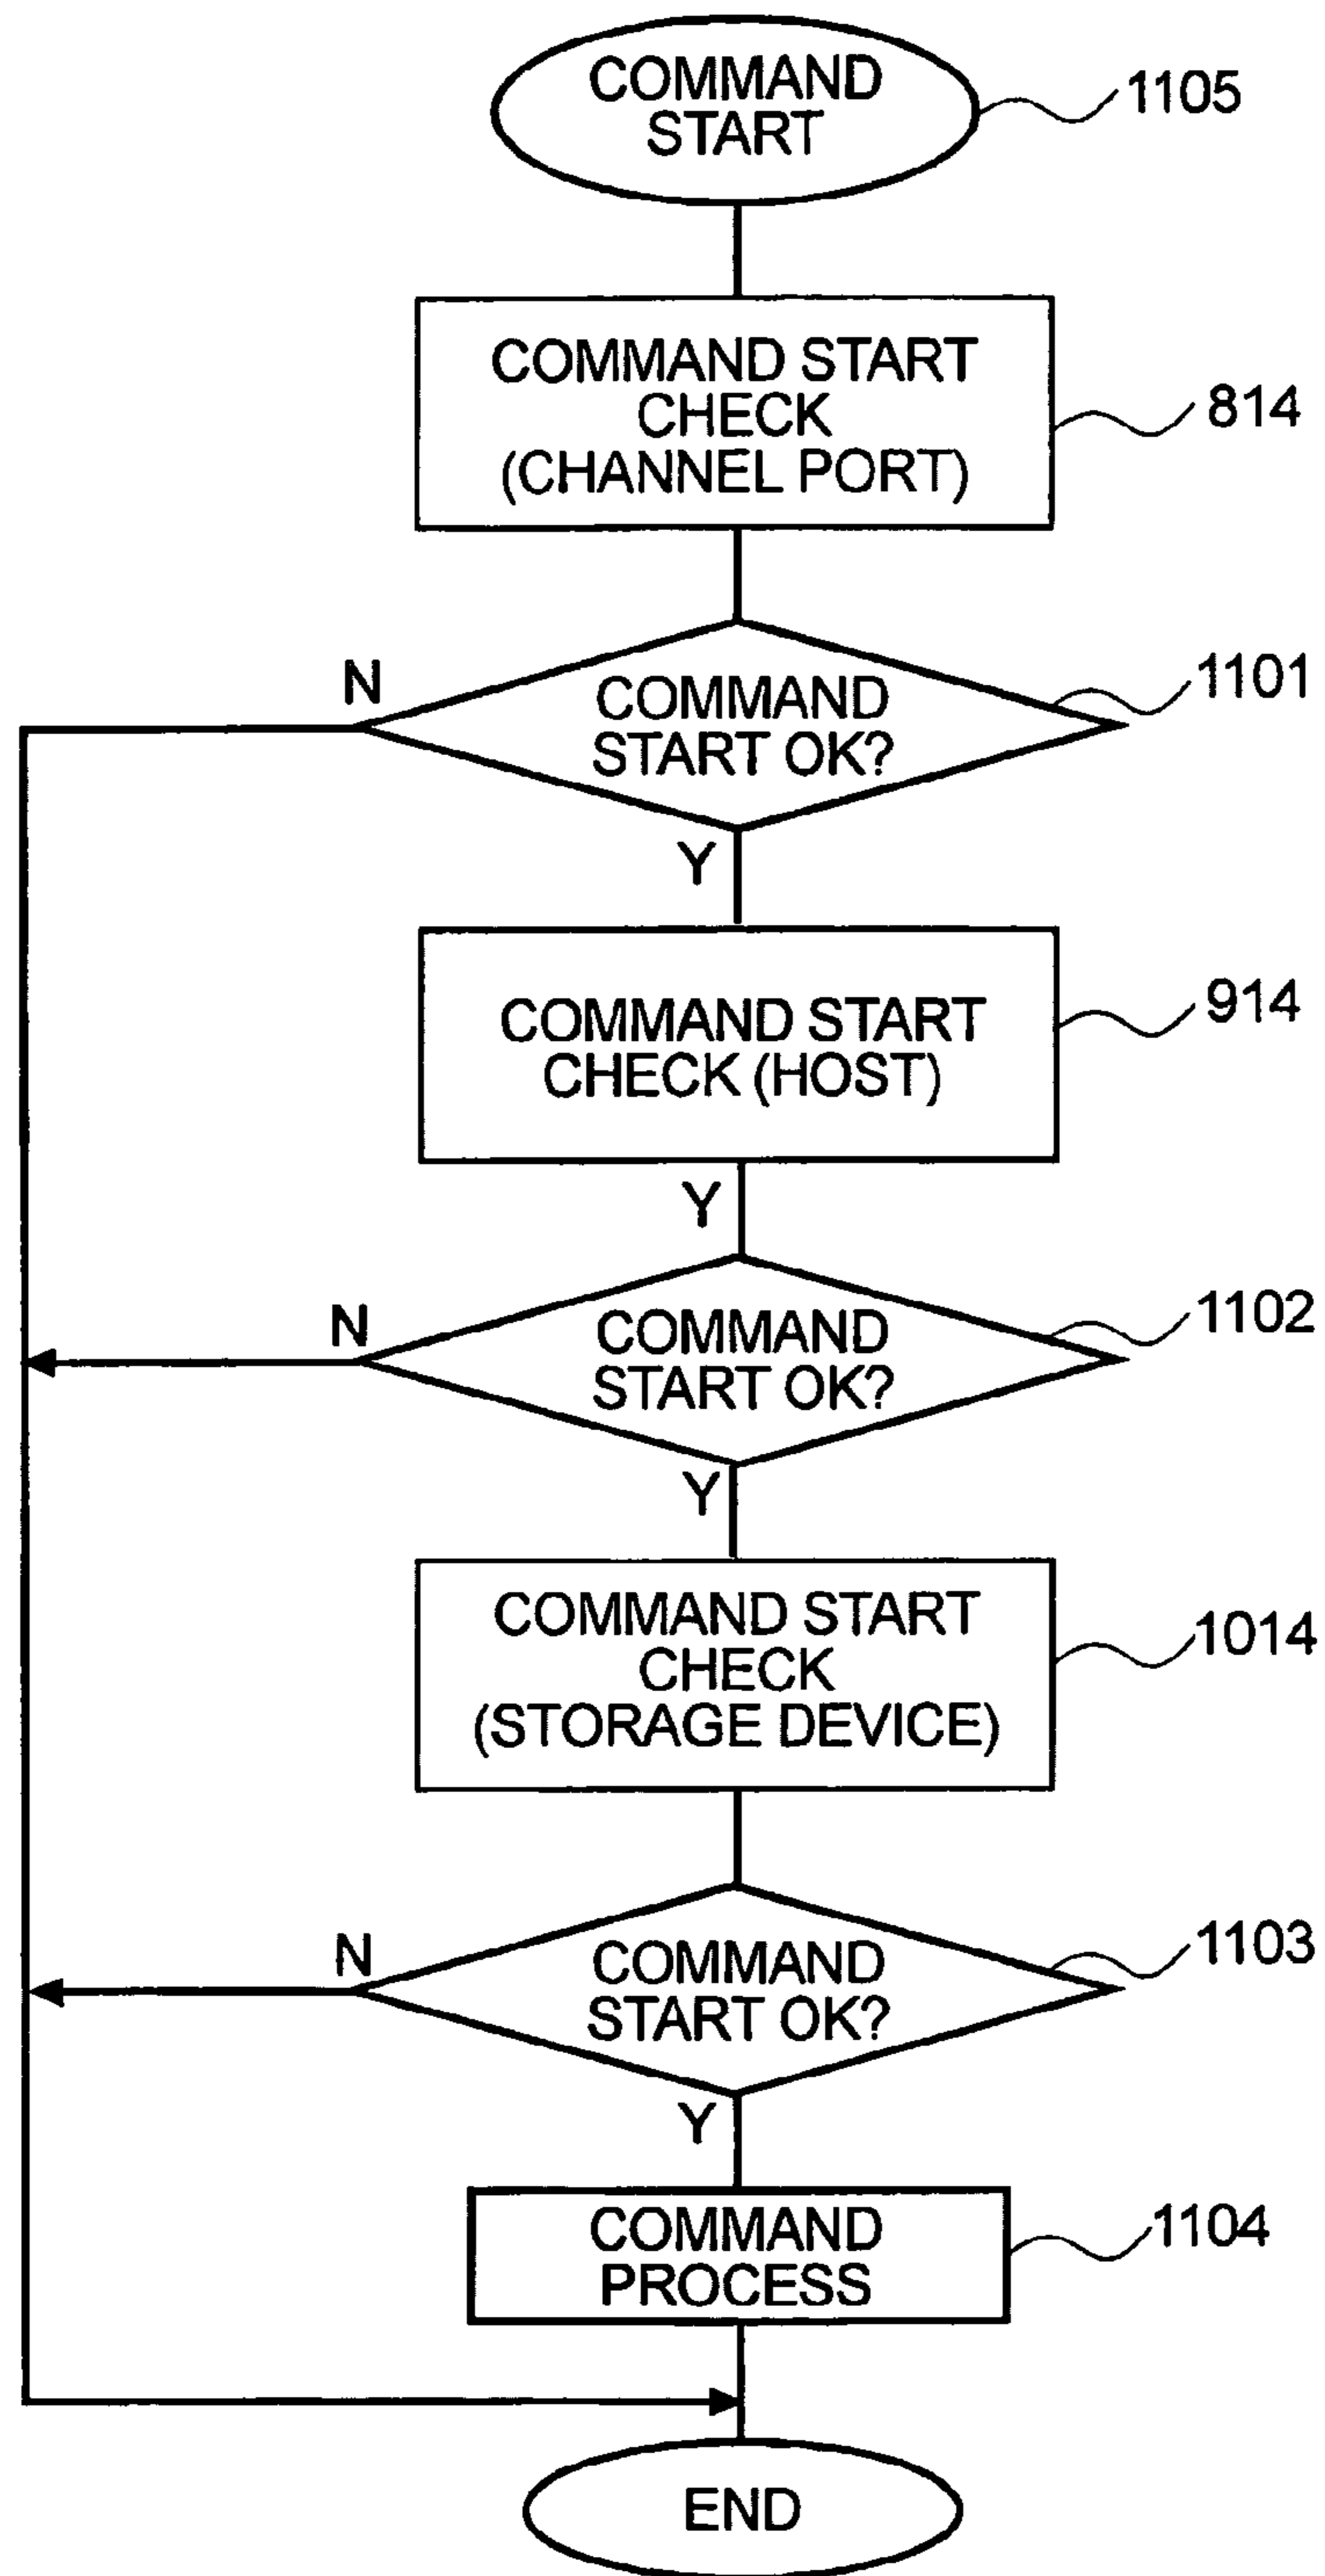 COMMAND
START
1105
COMMAND START
CHECK
(CHANNEL PORT)
814
N
COMMAND
START OK?
1101
Y
COMMAND START
CHECK (HOST)
914
Y
N
COMMAND
START OK?
1102
Y
COMMAND START
CHECK
(STORAGE DEVICE)
1014
N
COMMAND
START OK?
1103
Y
COMMAND
PROCESS
1104
END